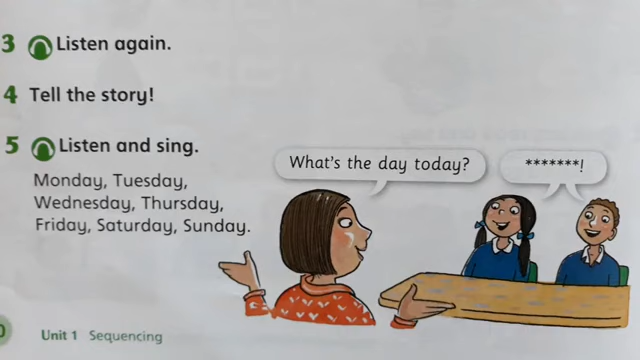 3 Listen again.
4 Tell the story!
5 Listen and sing.
Monday, Tuesday,
Wednesday, Thursday,
Friday, Saturday, Sunday.
What's the day today?
*******!
0 Unit 1 Sequencing